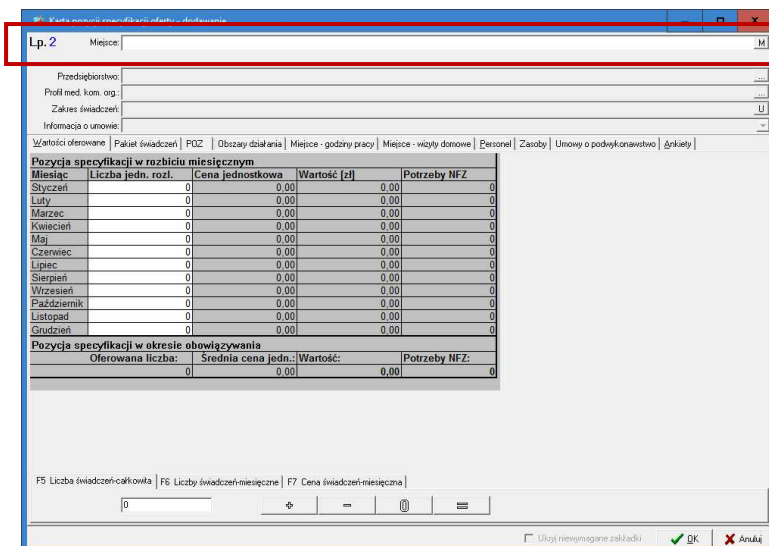 Karta pozycji specyfikacji oferty - dodawanie
Lp. 2 Miejsce: M
Przedsiębiorstwo: ...
Profil med. kom. org.: ...
Zakres świadczeń: U
Informacja o umowie:
Wartości oferowane Pakiet świadczeń POZ Obszary działania Miejsce - godziny pracy Miejsce - wizyty domowe Personel Zasoby Umowy o podwykonawstwo Ankiety
Pozycja specyfikacji w rozbiciu miesięcznym
Miesiąc Liczba jedn. rozl. Cena jednostkowa Wartość [zł] Potrzeby NFZ
Styczeń 0 0,00 0,00 0
Luty 0 0,00 0,00 0
Marzec 0 0,00 0,00 0
Kwiecień 0 0,00 0,00 0
Maj 0 0,00 0,00 0
Czerwiec 0 0,00 0,00 0
Lipiec 0 0,00 0,00 0
Sierpień 0 0,00 0,00 0
Wrzesień 0 0,00 0,00 0
Październik 0 0,00 0,00 0
Listopad 0 0,00 0,00 0
Grudzień 0 0,00 0,00 0
Pozycja specyfikacji w okresie obowiązywania
Oferowana liczba: Średnia cena jedn.: Wartość: Potrzeby NFZ:
0 0,00 0,00 0
F5 Liczba świadczeń-całkowita F6 Liczby świadczeń-miesięczne F7 Cena świadczeń-miesięczna
0 + - 0 =
Ukryj niewymagane zakładki OK Anuluj